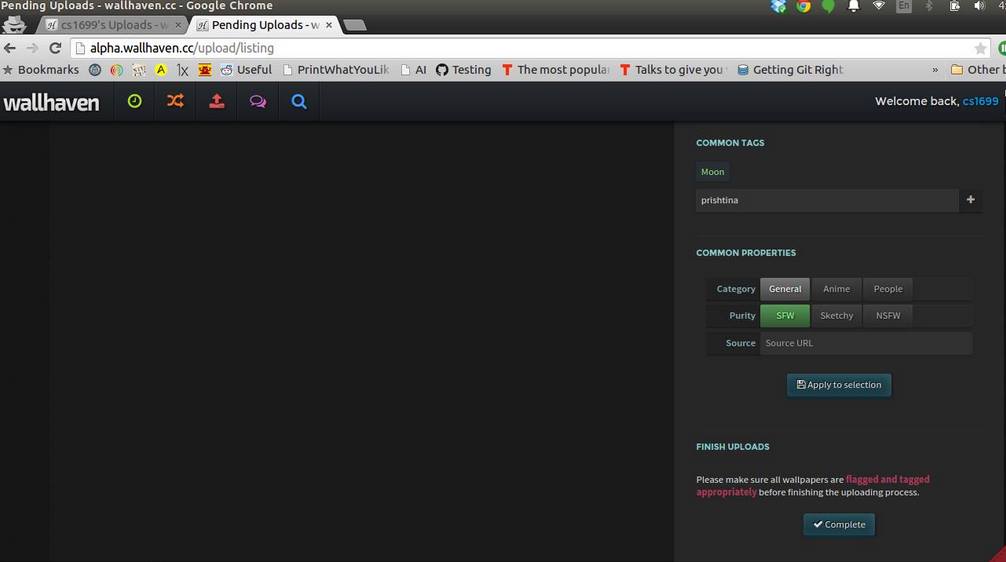 Pending Uploads - wallhaven.cc - Google Chrome
En
cs1699's Uploads - w
Pending Uploads - w
alpha.wallhaven.cc/upload/listing
Bookmarks
Useful
PrintWhatYouLik
AI
Testing
The most popula
Talks to give you
Getting Git Right
»
Other b
wallhaven
Welcome back, cs1699
COMMON TAGS
Moon
prishtina
COMMON PROPERTIES
Category General Anime People
Purity SFW Sketchy NSFW
Source Source URL
Apply to selection
FINISH UPLOADS
Please make sure all wallpapers are flagged and tagged
appropriately before finishing the uploading process.
Complete